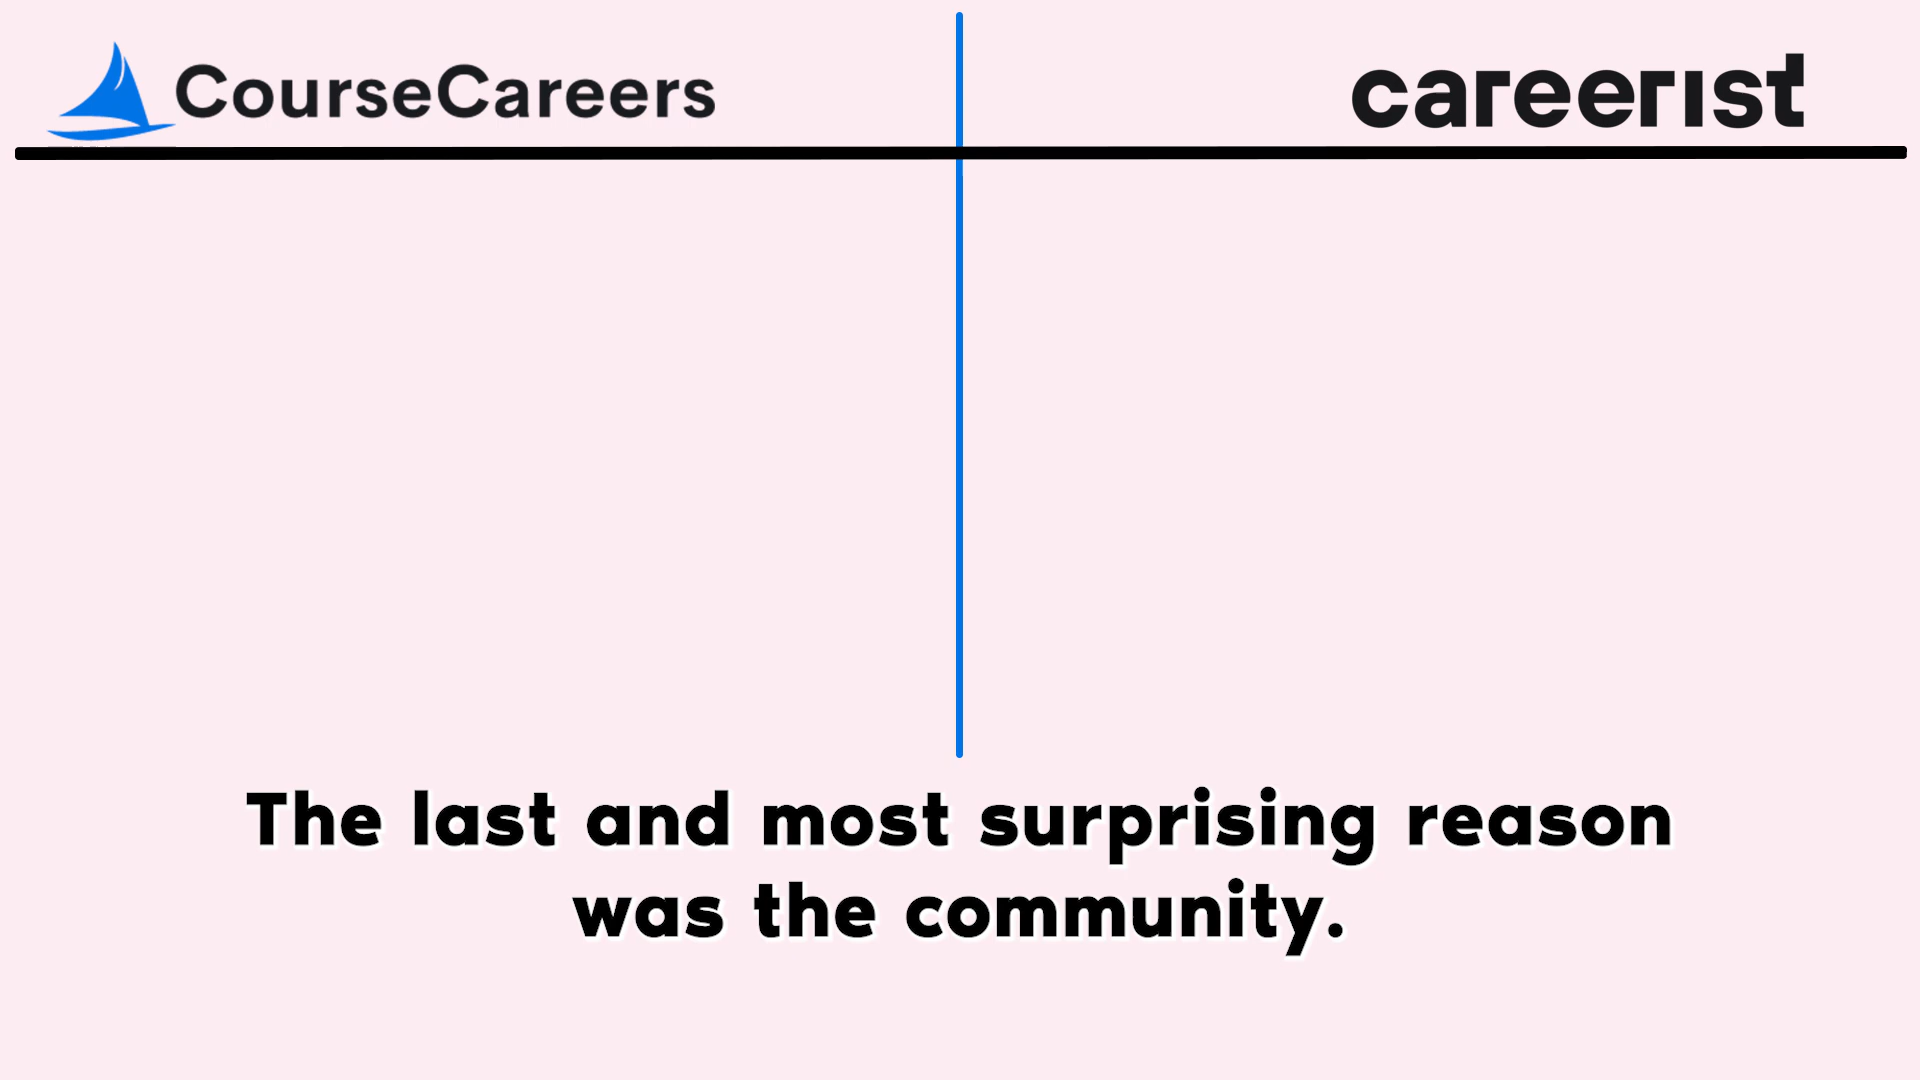 CourseCareers
careerist
The last and most surprising reason
was the community.